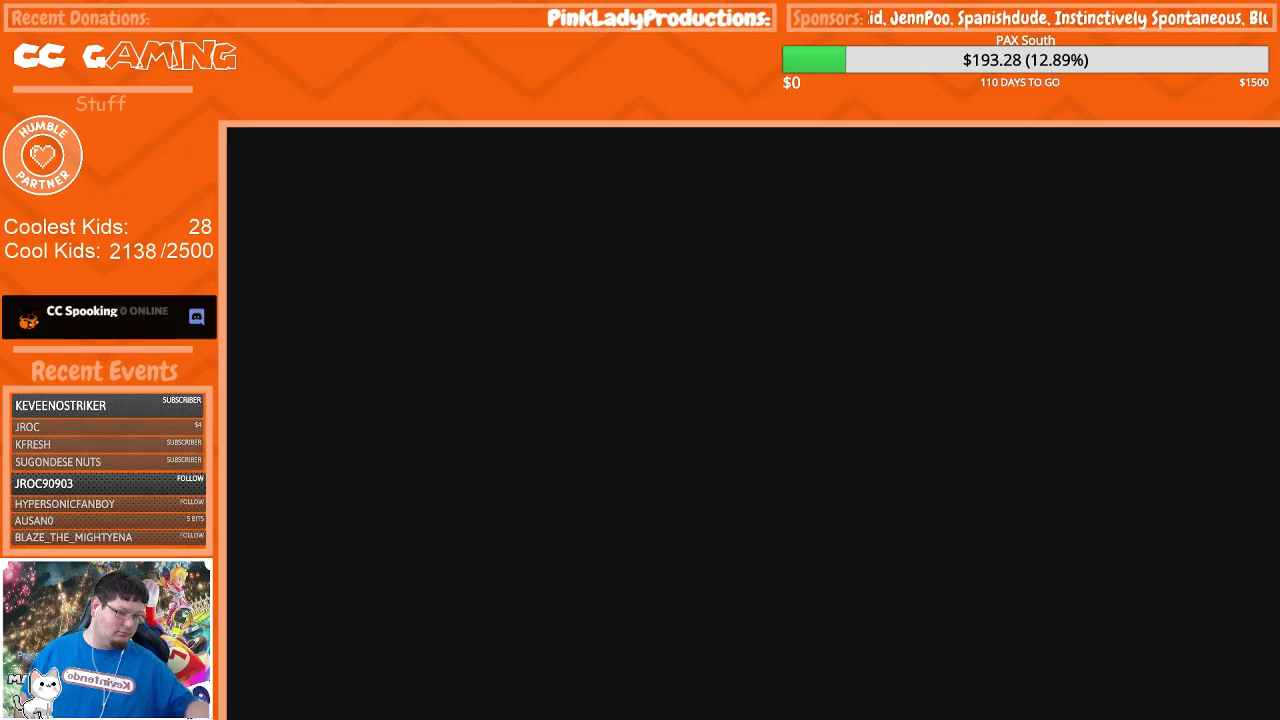 Recent Donations:
PinkLadyProductions:
Sponsors:
id, JennPoo, Spanishdude, Instinctively Spontaneous, Blu
PAX South
$193.28 (12.89%)
$0
110 DAYS TO GO
$1500
CC GAMING
Stuff
HUMBLE
PARTNER
Coolest Kids: 28
Cool Kids: 2138/2500
CC Spooking 0 ONLINE
Recent Events
KEVEENOSTRIKER SUBSCRIBER
JROC $4
KFRESH SUBSCRIBER
SUGONDESE NUTS SUBSCRIBER
JROC90903 FOLLOW
HYPERSONICFANBOY FOLLOW
AUSAN0 5 BITS
BLAZE_THE_MIGHTYENA FOLLOW
Kevintendo